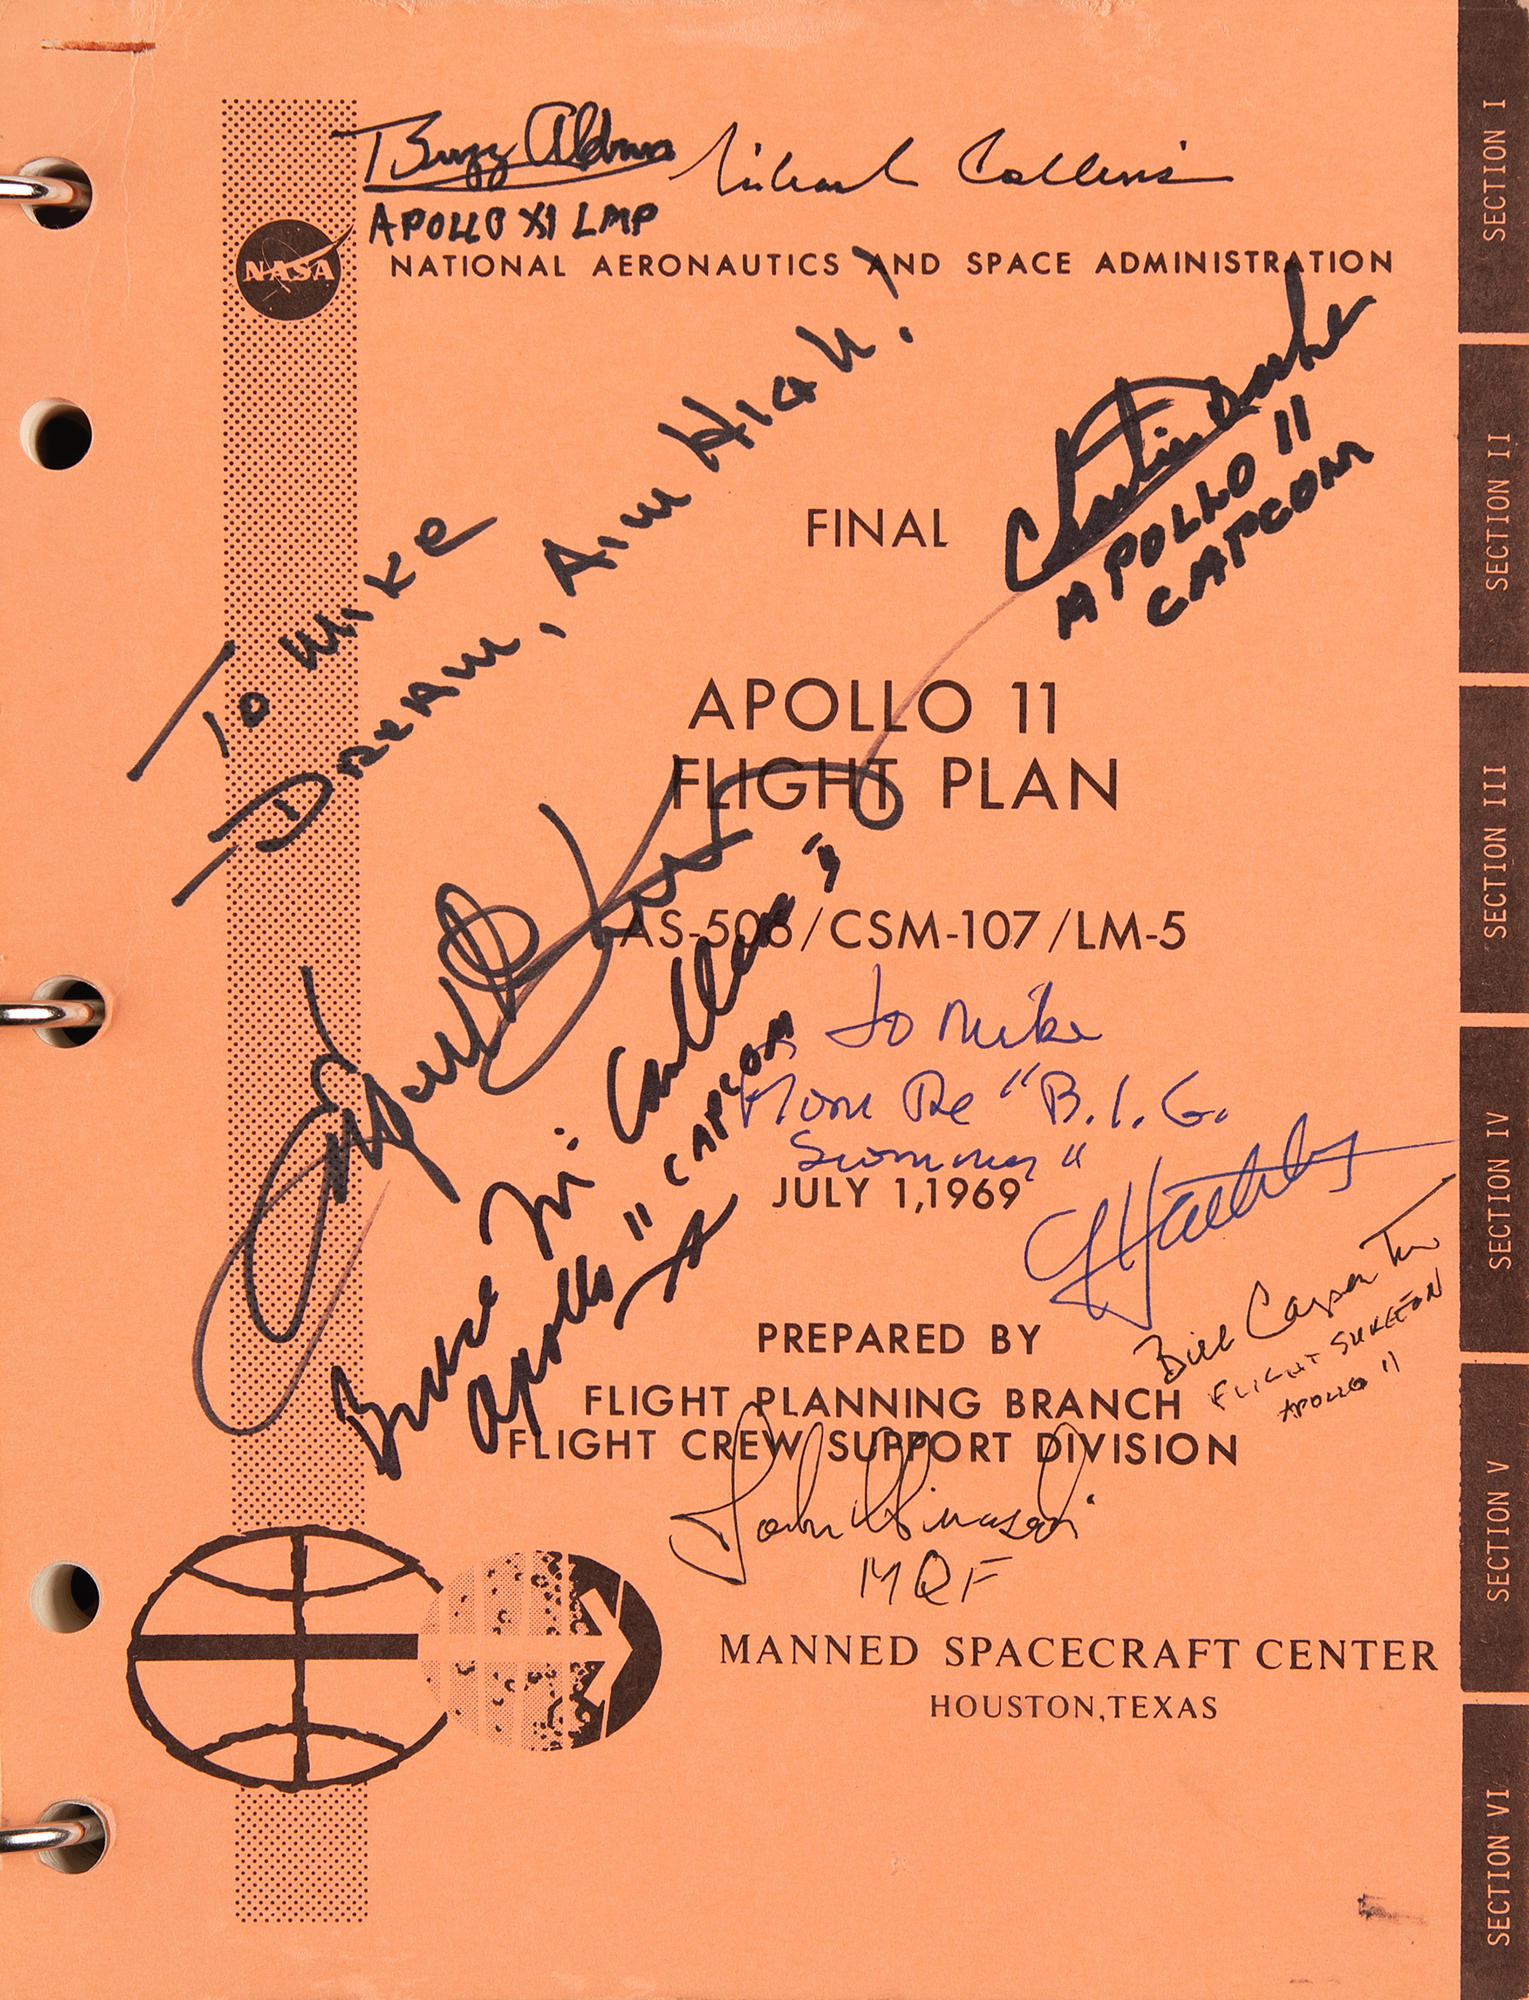 Buzz Aldrin
APOLLO XI LMP
Michael Collins
NASA
NATIONAL AERONAUTICS AND SPACE ADMINISTRATION
Charlie Duke
APOLLO 11
CAPCOM
FINAL
TO MIKE
DREAM, AIM HIGH!
APOLLO 11
FLIGHT PLAN
AS-506/CSM-107/LM-5
Bruce McCandless
Apollo 11 CAPCOM
To Mike
From the "B.I.G.
JULY 1, 1969
Bill Carpentier
FLIGHT SURGEON
APOLLO 11
PREPARED BY
FLIGHT PLANNING BRANCH
FLIGHT CREW SUPPORT DIVISION
John Hirasaki
MQF
MANNED SPACECRAFT CENTER
HOUSTON, TEXAS
SECTION I
SECTION II
SECTION III
SECTION IV
SECTION V
SECTION VI